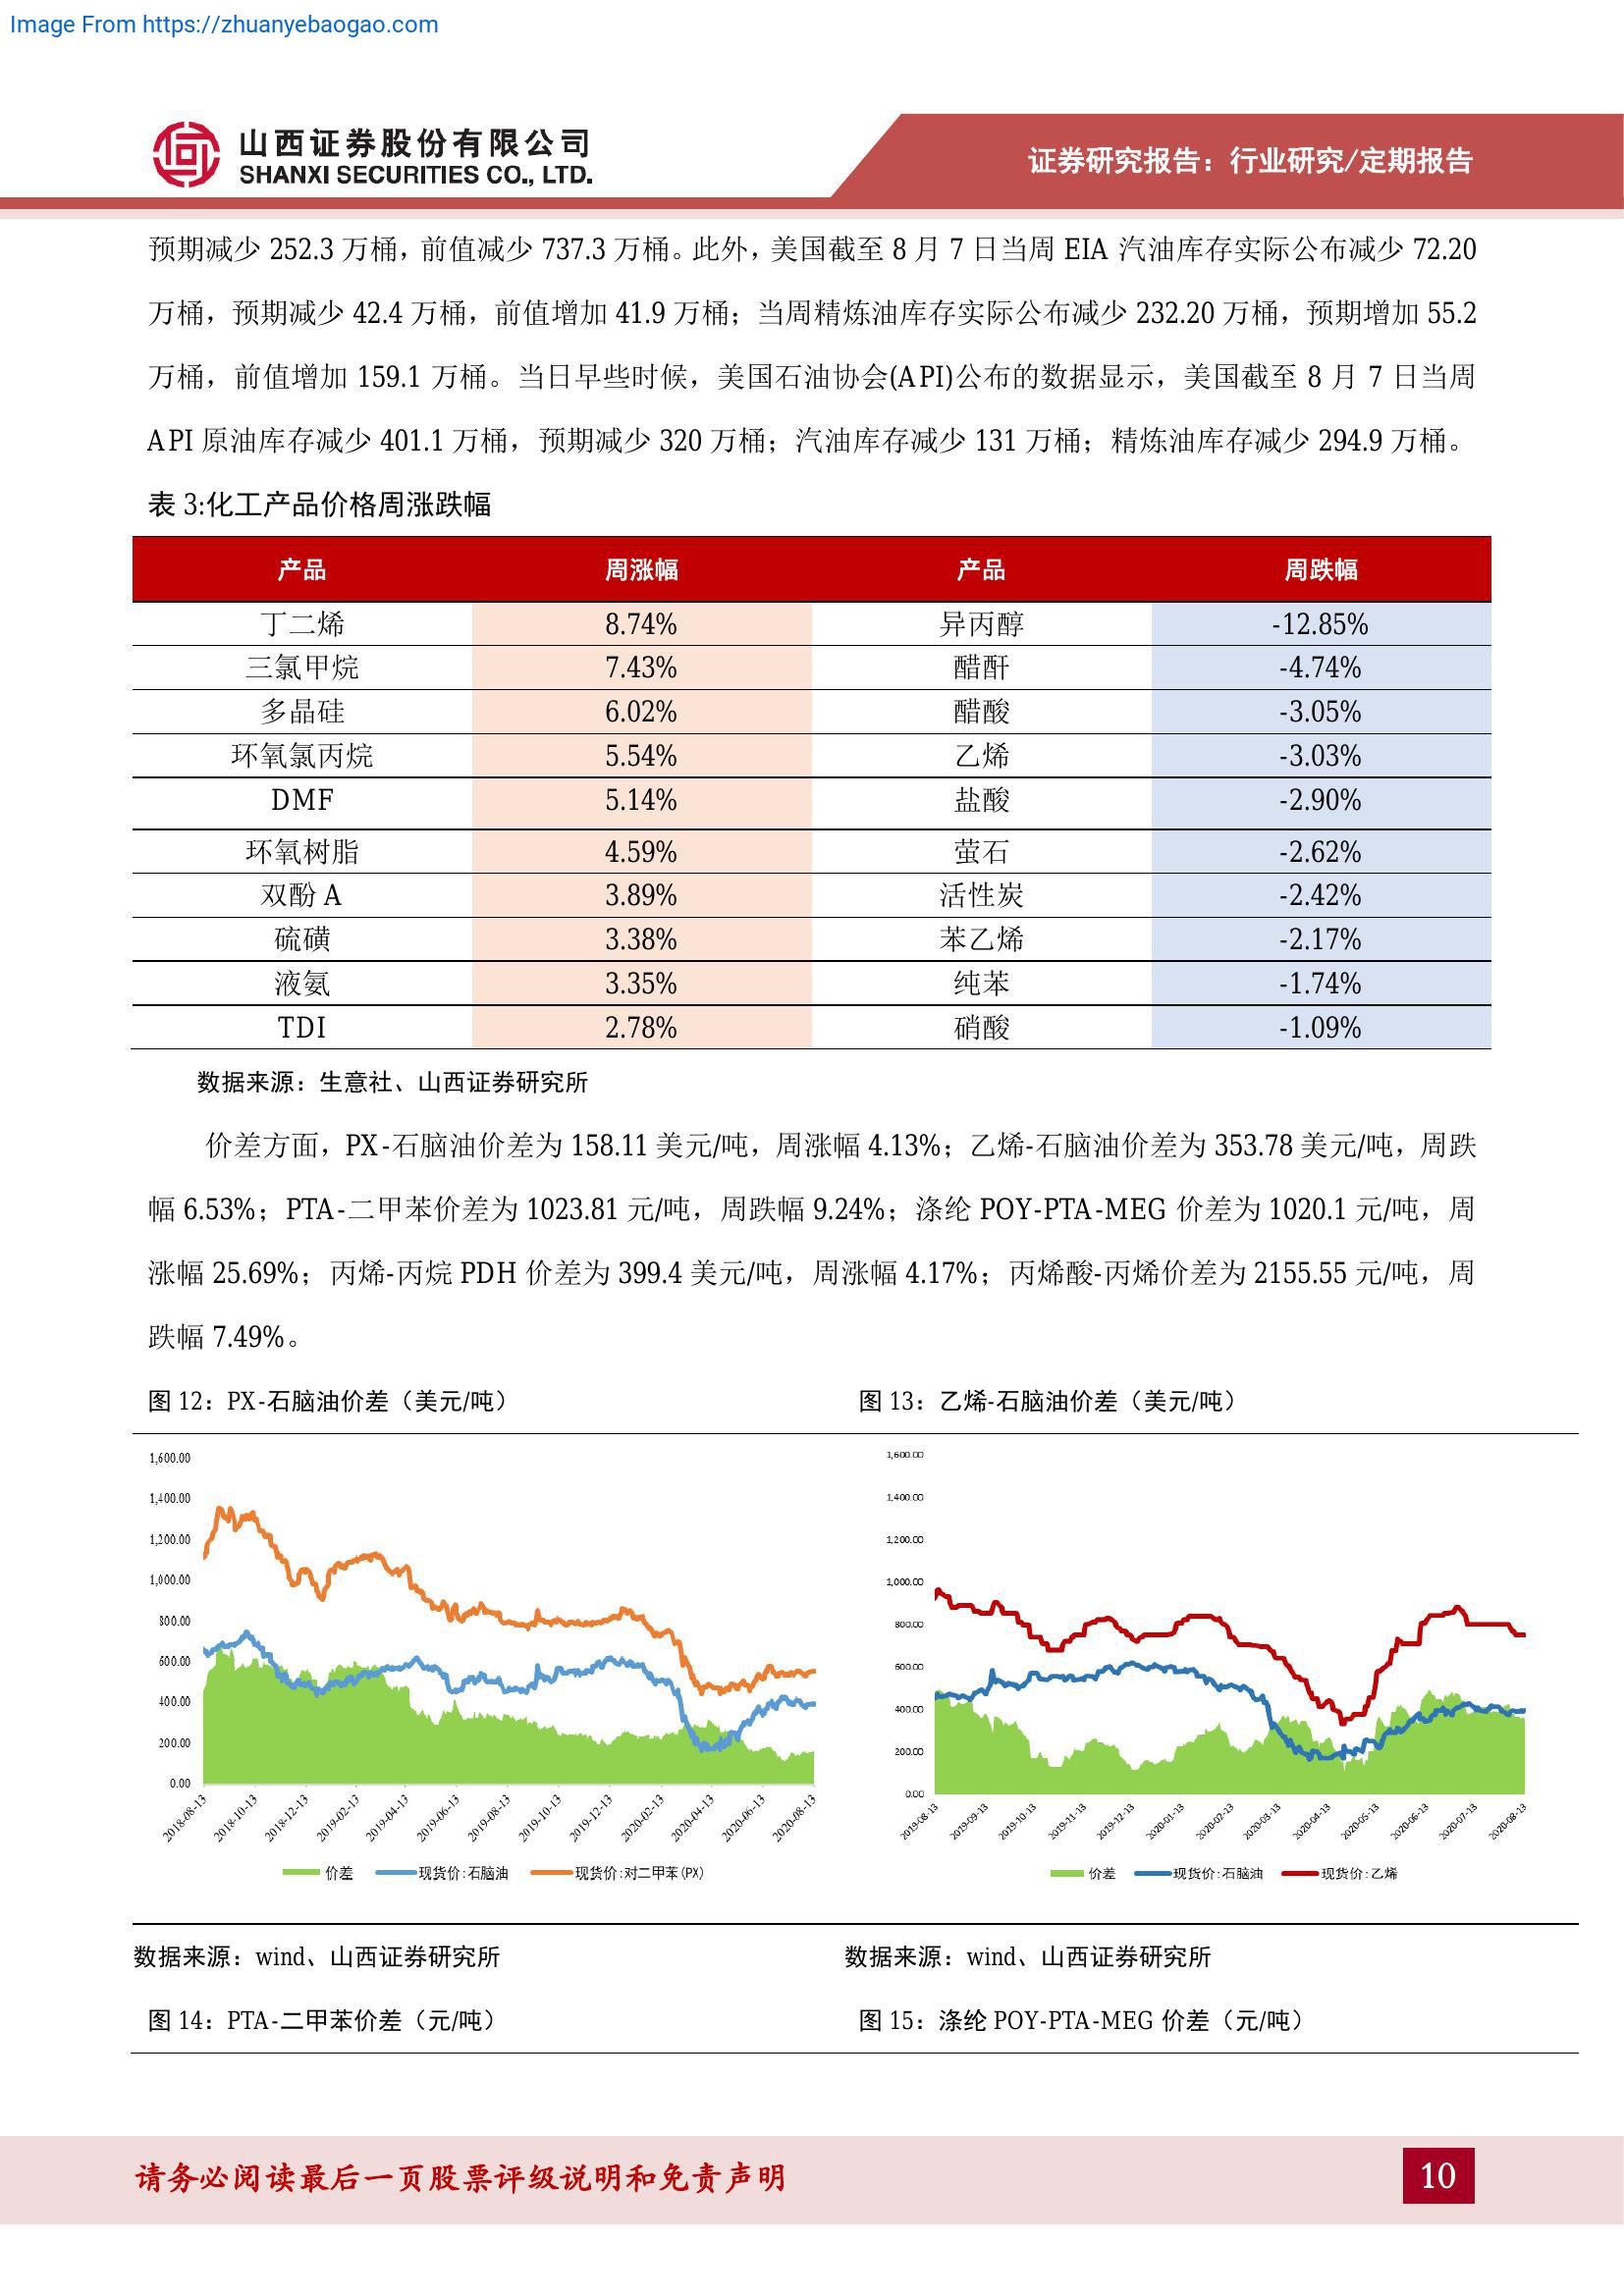 Image From https://zhuanyebaogao.com
山西证券股份有限公司
SHANXI SECURITIES CO., LTD.
证券研究报告：行业研究/定期报告
预期减少 252.3 万桶，前值减少 737.3 万桶。此外，美国截至 8 月 7 日当周 EIA 汽油库存实际公布减少 72.20
万桶，预期减少 42.4 万桶，前值增加 41.9 万桶；当周精炼油库存实际公布减少 232.20 万桶，预期增加 55.2
万桶，前值增加 159.1 万桶。当日早些时候，美国石油协会(API)公布的数据显示，美国截至 8 月 7 日当周
API 原油库存减少 401.1 万桶，预期减少 320 万桶；汽油库存减少 131 万桶；精炼油库存减少 294.9 万桶。
表 3:化工产品价格周涨跌幅
产品 周涨幅 产品 周跌幅
丁二烯 8.74% 异丙醇 -12.85%
三氯甲烷 7.43% 醋酐 -4.74%
多晶硅 6.02% 醋酸 -3.05%
环氧氯丙烷 5.54% 乙烯 -3.03%
DMF 5.14% 盐酸 -2.90%
环氧树脂 4.59% 萤石 -2.62%
双酚 A 3.89% 活性炭 -2.42%
硫磺 3.38% 苯乙烯 -2.17%
液氨 3.35% 纯苯 -1.74%
TDI 2.78% 硝酸 -1.09%
数据来源：生意社、山西证券研究所
价差方面，PX-石脑油价差为 158.11 美元/吨，周涨幅 4.13%；乙烯-石脑油价差为 353.78 美元/吨，周跌
幅 6.53%；PTA-二甲苯价差为 1023.81 元/吨，周跌幅 9.24%；涤纶 POY-PTA-MEG 价差为 1020.1 元/吨，周
涨幅 25.69%；丙烯-丙烷 PDH 价差为 399.4 美元/吨，周涨幅 4.17%；丙烯酸-丙烯价差为 2155.55 元/吨，周
跌幅 7.49%。
图 12：PX-石脑油价差（美元/吨）
1,600.00
1,400.00
1,200.00
1,000.00
800.00
600.00
400.00
200.00
0.00
2018-08-13 2018-10-13 2018-12-13 2019-02-13 2019-04-13 2019-06-13 2019-08-13 2019-10-13 2019-12-13 2020-02-13 2020-04-13 2020-06-13 2020-08-13
价差 现货价:石脑油 现货价:对二甲苯(PX)
图 13：乙烯-石脑油价差（美元/吨）
1,600.00
1,400.00
1,200.00
1,000.00
800.00
600.00
400.00
200.00
0.00
2019-08-13 2019-09-13 2019-10-13 2019-11-13 2019-12-13 2020-01-13 2020-02-13 2020-03-13 2020-04-13 2020-05-13 2020-06-13 2020-07-13 2020-08-13
价差 现货价:石脑油 现货价:乙烯
数据来源：wind、山西证券研究所
数据来源：wind、山西证券研究所
图 14：PTA-二甲苯价差（元/吨）
图 15：涤纶 POY-PTA-MEG 价差（元/吨）
请务必阅读最后一页股票评级说明和免责声明
10